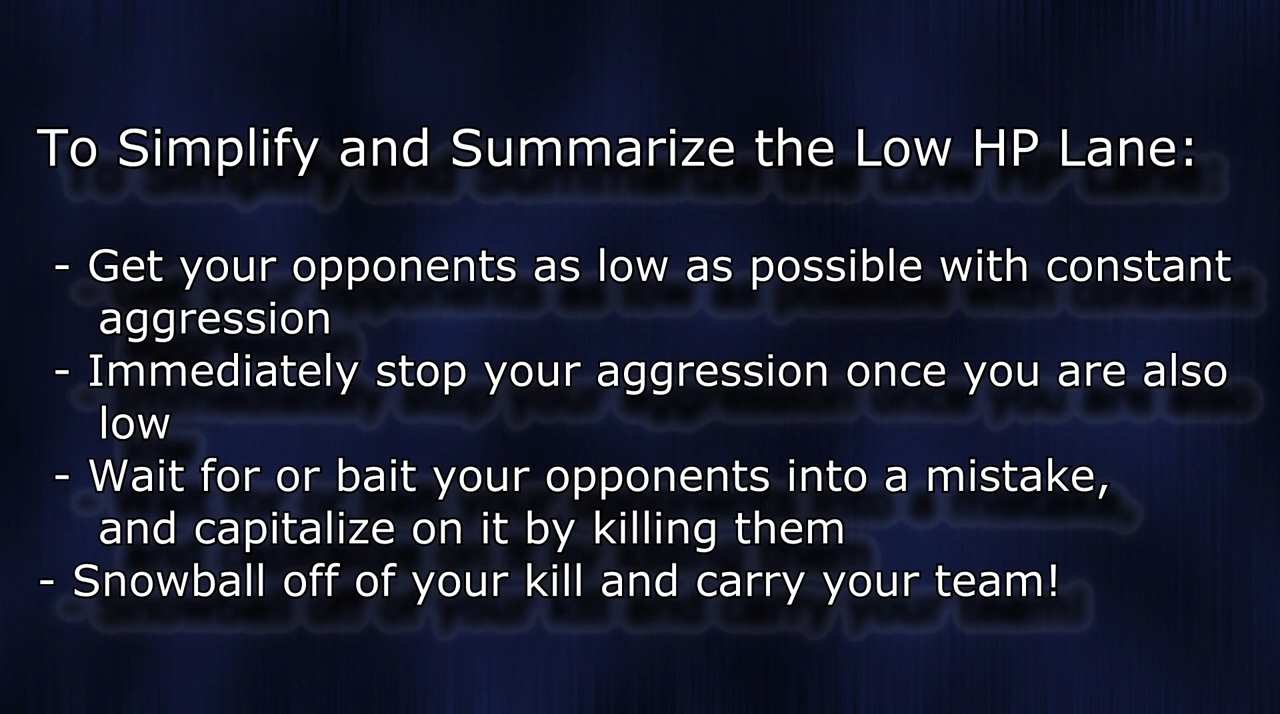 To Simplify and Summarize the Low HP Lane:
- Get your opponents as low as possible with constant
aggression
- Immediately stop your aggression once you are also
low
- Wait for or bait your opponents into a mistake,
and capitalize on it by killing them
- Snowball off of your kill and carry your team!